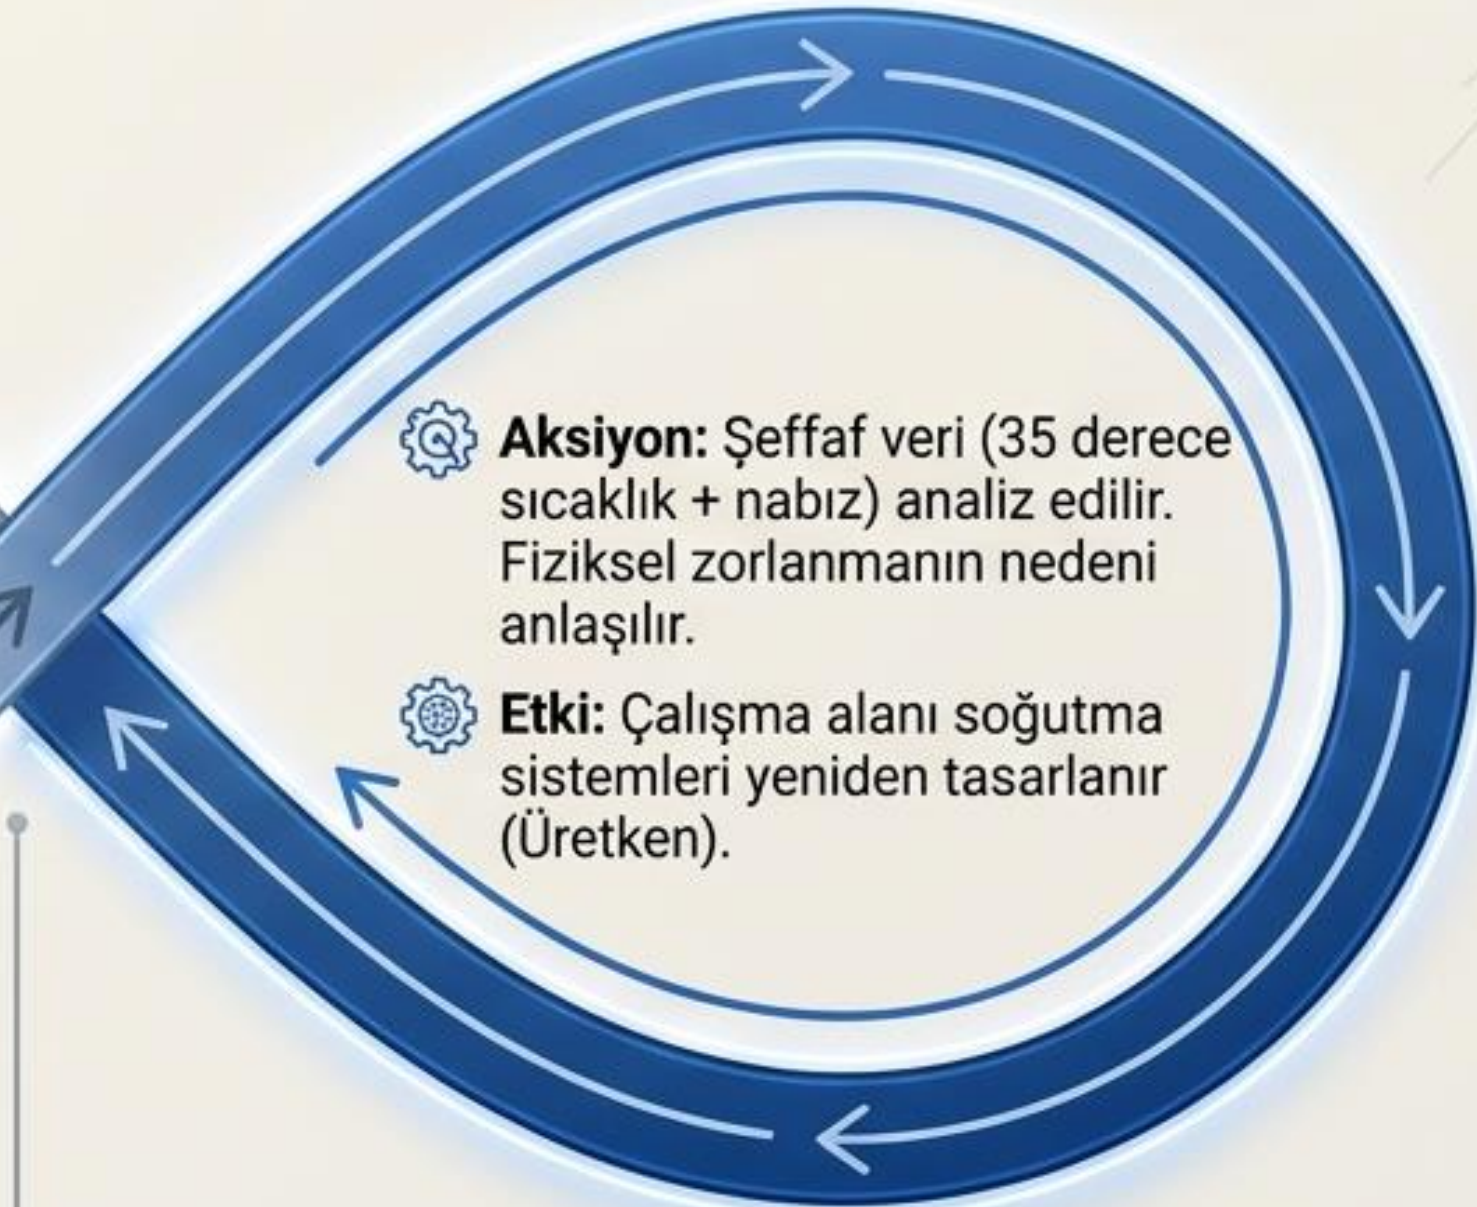 Aksiyon: Şeffaf veri (35 derece
sıcaklık + nabız) analiz edilir.
Fiziksel zorlanmanın nedeni
anlaşılır.
Etki: Çalışma alanı soğutma
sistemleri yeniden tasarlanır
(Üretken).